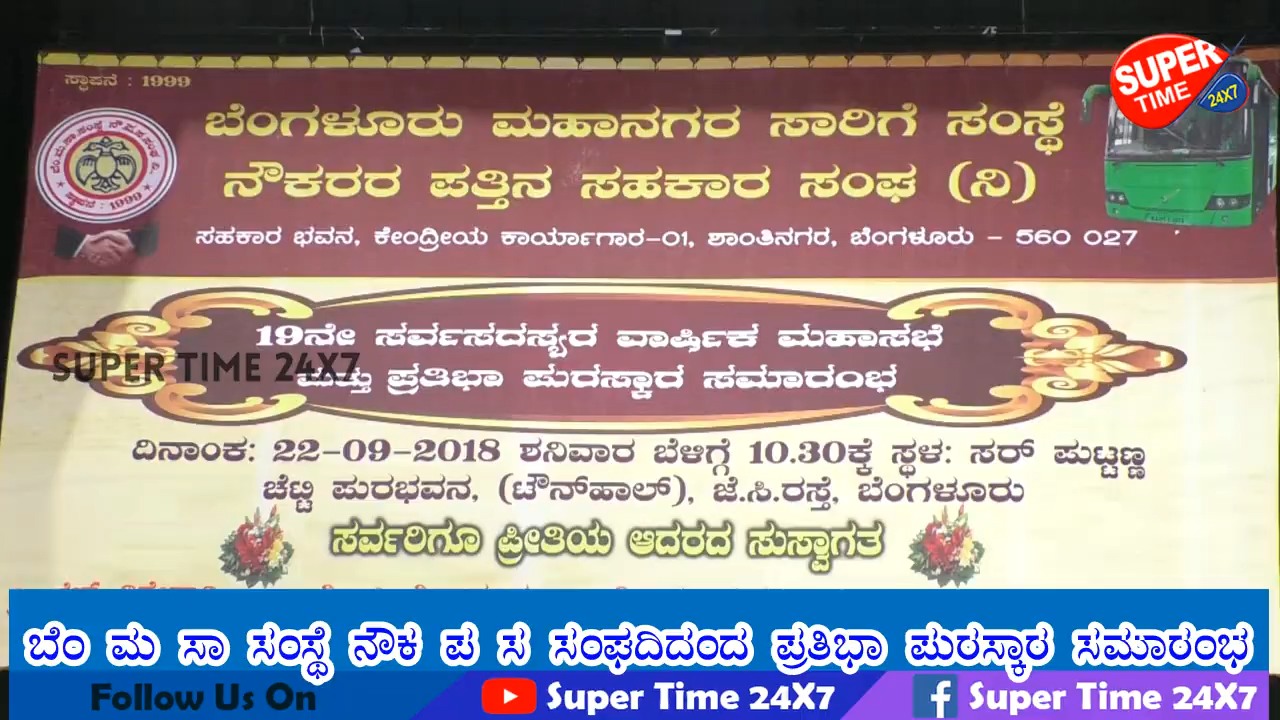 ಸ್ಥಾಪನೆ : 1999
SUPER
TIME
24X7
ಬೆಂಗಳೂರು ಮಹಾನಗರ ಸಾರಿಗೆ ಸಂಸ್ಥೆ
ನೌಕರರ ಪತ್ತಿನ ಸಹಕಾರ ಸಂಘ (ನಿ)
ಸಹಕಾರ ಭವನ, ಕೇಂದ್ರೀಯ ಕಾರ್ಯಾಗಾರ-01, ಶಾಂತಿನಗರ, ಬೆಂಗಳೂರು - 560 027
19ನೇ ಸರ್ವಸದಸ್ಯರ ವಾರ್ಷಿಕ ಮಹಾಸಭೆ
SUPER TIME 24X7
ಮತ್ತು ಪ್ರತಿಭಾ ಪುರಸ್ಕಾರ ಸಮಾರಂಭ
ದಿನಾಂಕ: 22-09-2018 ಶನಿವಾರ ಬೆಳಿಗ್ಗೆ 10.30ಕ್ಕೆ ಸ್ಥಳ: ಸರ್ ಪುಟ್ಟಣ್ಣ
ಚೆಟ್ಟಿ ಪುರಭವನ, (ಟೌನ್‌ಹಾಲ್), ಜೆ.ಸಿ.ರಸ್ತೆ, ಬೆಂಗಳೂರು
ಸರ್ವರಿಗೂ ಪ್ರೀತಿಯ ಆದರದ ಸುಸ್ವಾಗತ
ಬೆಂ ಮ ಸಾ ಸಂಸ್ಥೆ ನೌಕ ಪ ಸ ಸಂಘದಿದಂದ ಪ್ರತಿಭಾ ಪುರಸ್ಕಾರ ಸಮಾರಂಭ
Follow Us On Super Time 24X7 Super Time 24X7